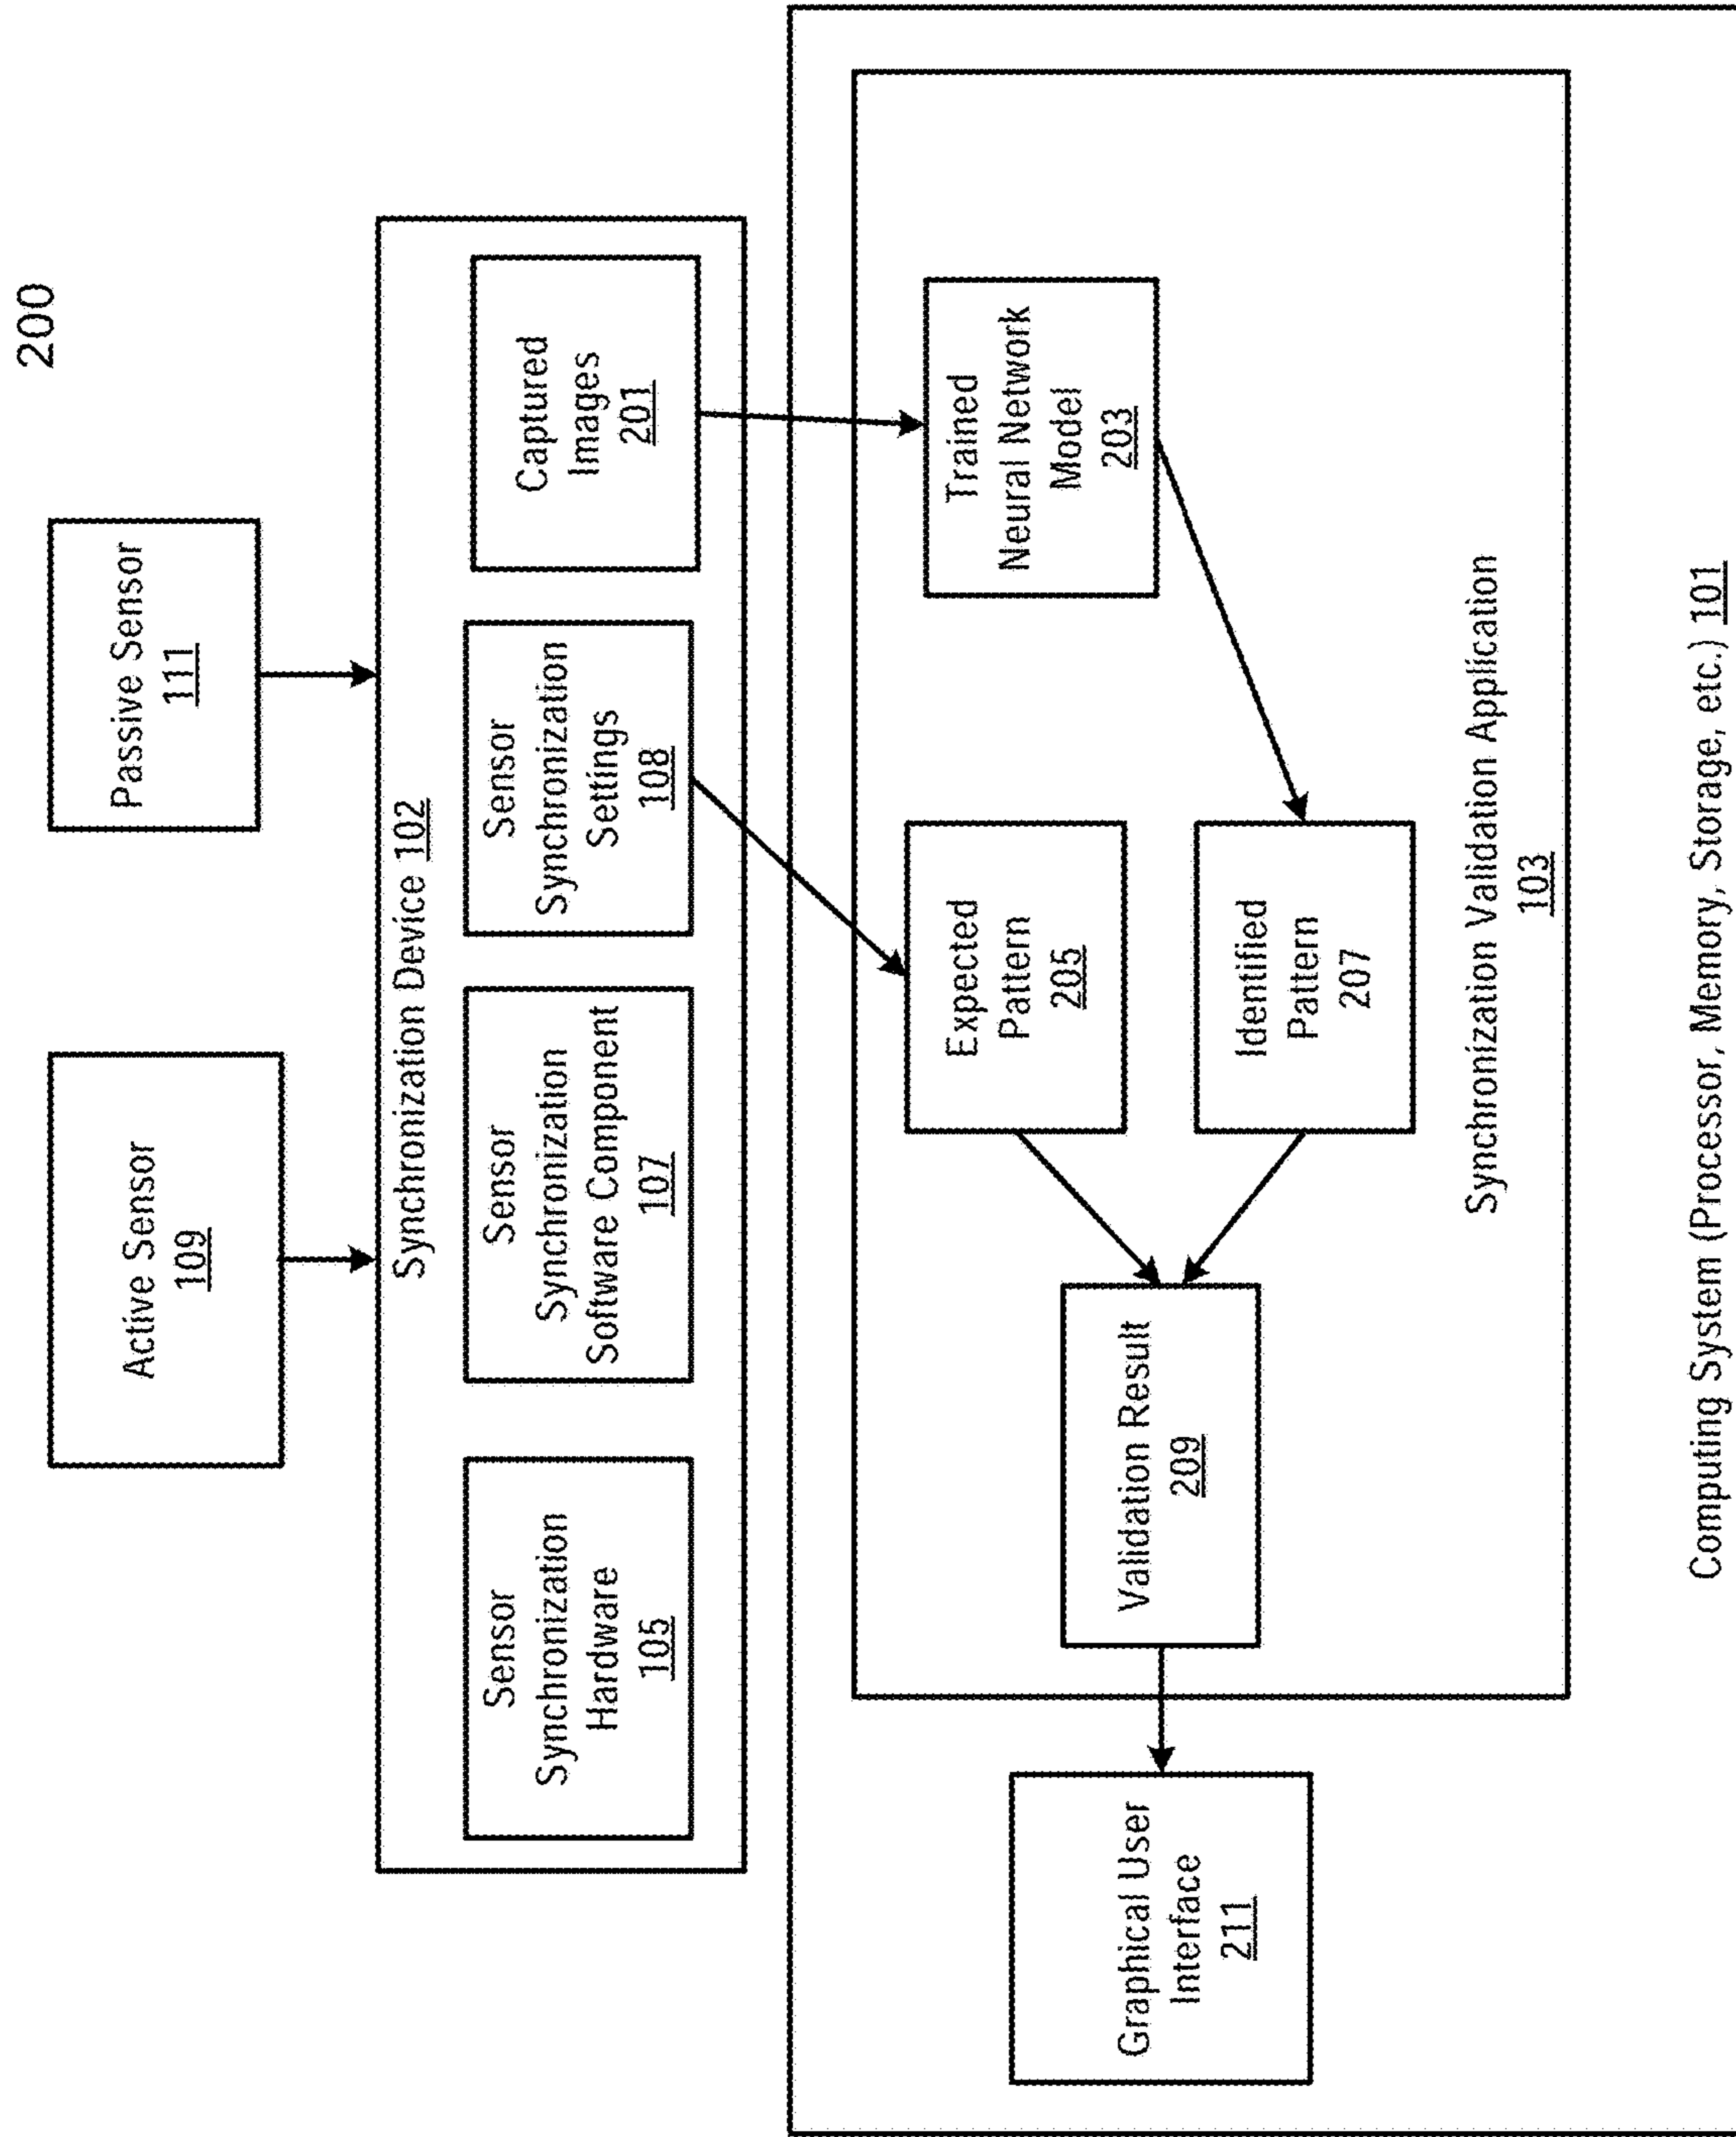 200
Active Sensor
109
Passive Sensor
111
Synchronization Device 102
Sensor
Synchronization
Hardware
105
Sensor
Synchronization
Software Component
107
Sensor
Synchronization
Settings
108
Captured
Images
201
Graphical User
Interface
211
Validation Result
209
Expected
Pattern
205
Identified
Pattern
207
Trained
Neural Network
Model
203
Synchronization Validation Application
103
Computing System (Processor, Memory, Storage, etc.) 101